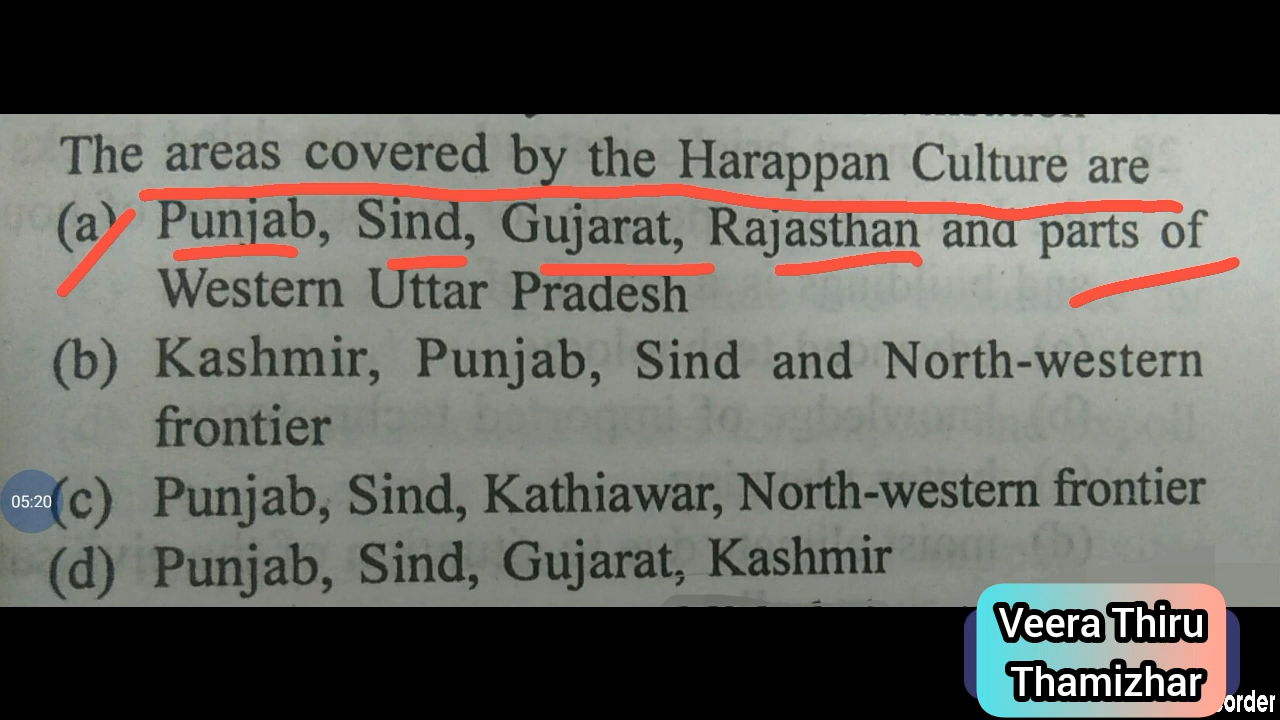 The areas covered by the Harappan Culture are
(a) Punjab, Sind, Gujarat, Rajasthan and parts of
Western Uttar Pradesh
(b) Kashmir, Punjab, Sind and North-western
frontier
(c) Punjab, Sind, Kathiawar, North-western frontier
(d) Punjab, Sind, Gujarat, Kashmir
05:20
Veera Thiru
Thamizhar